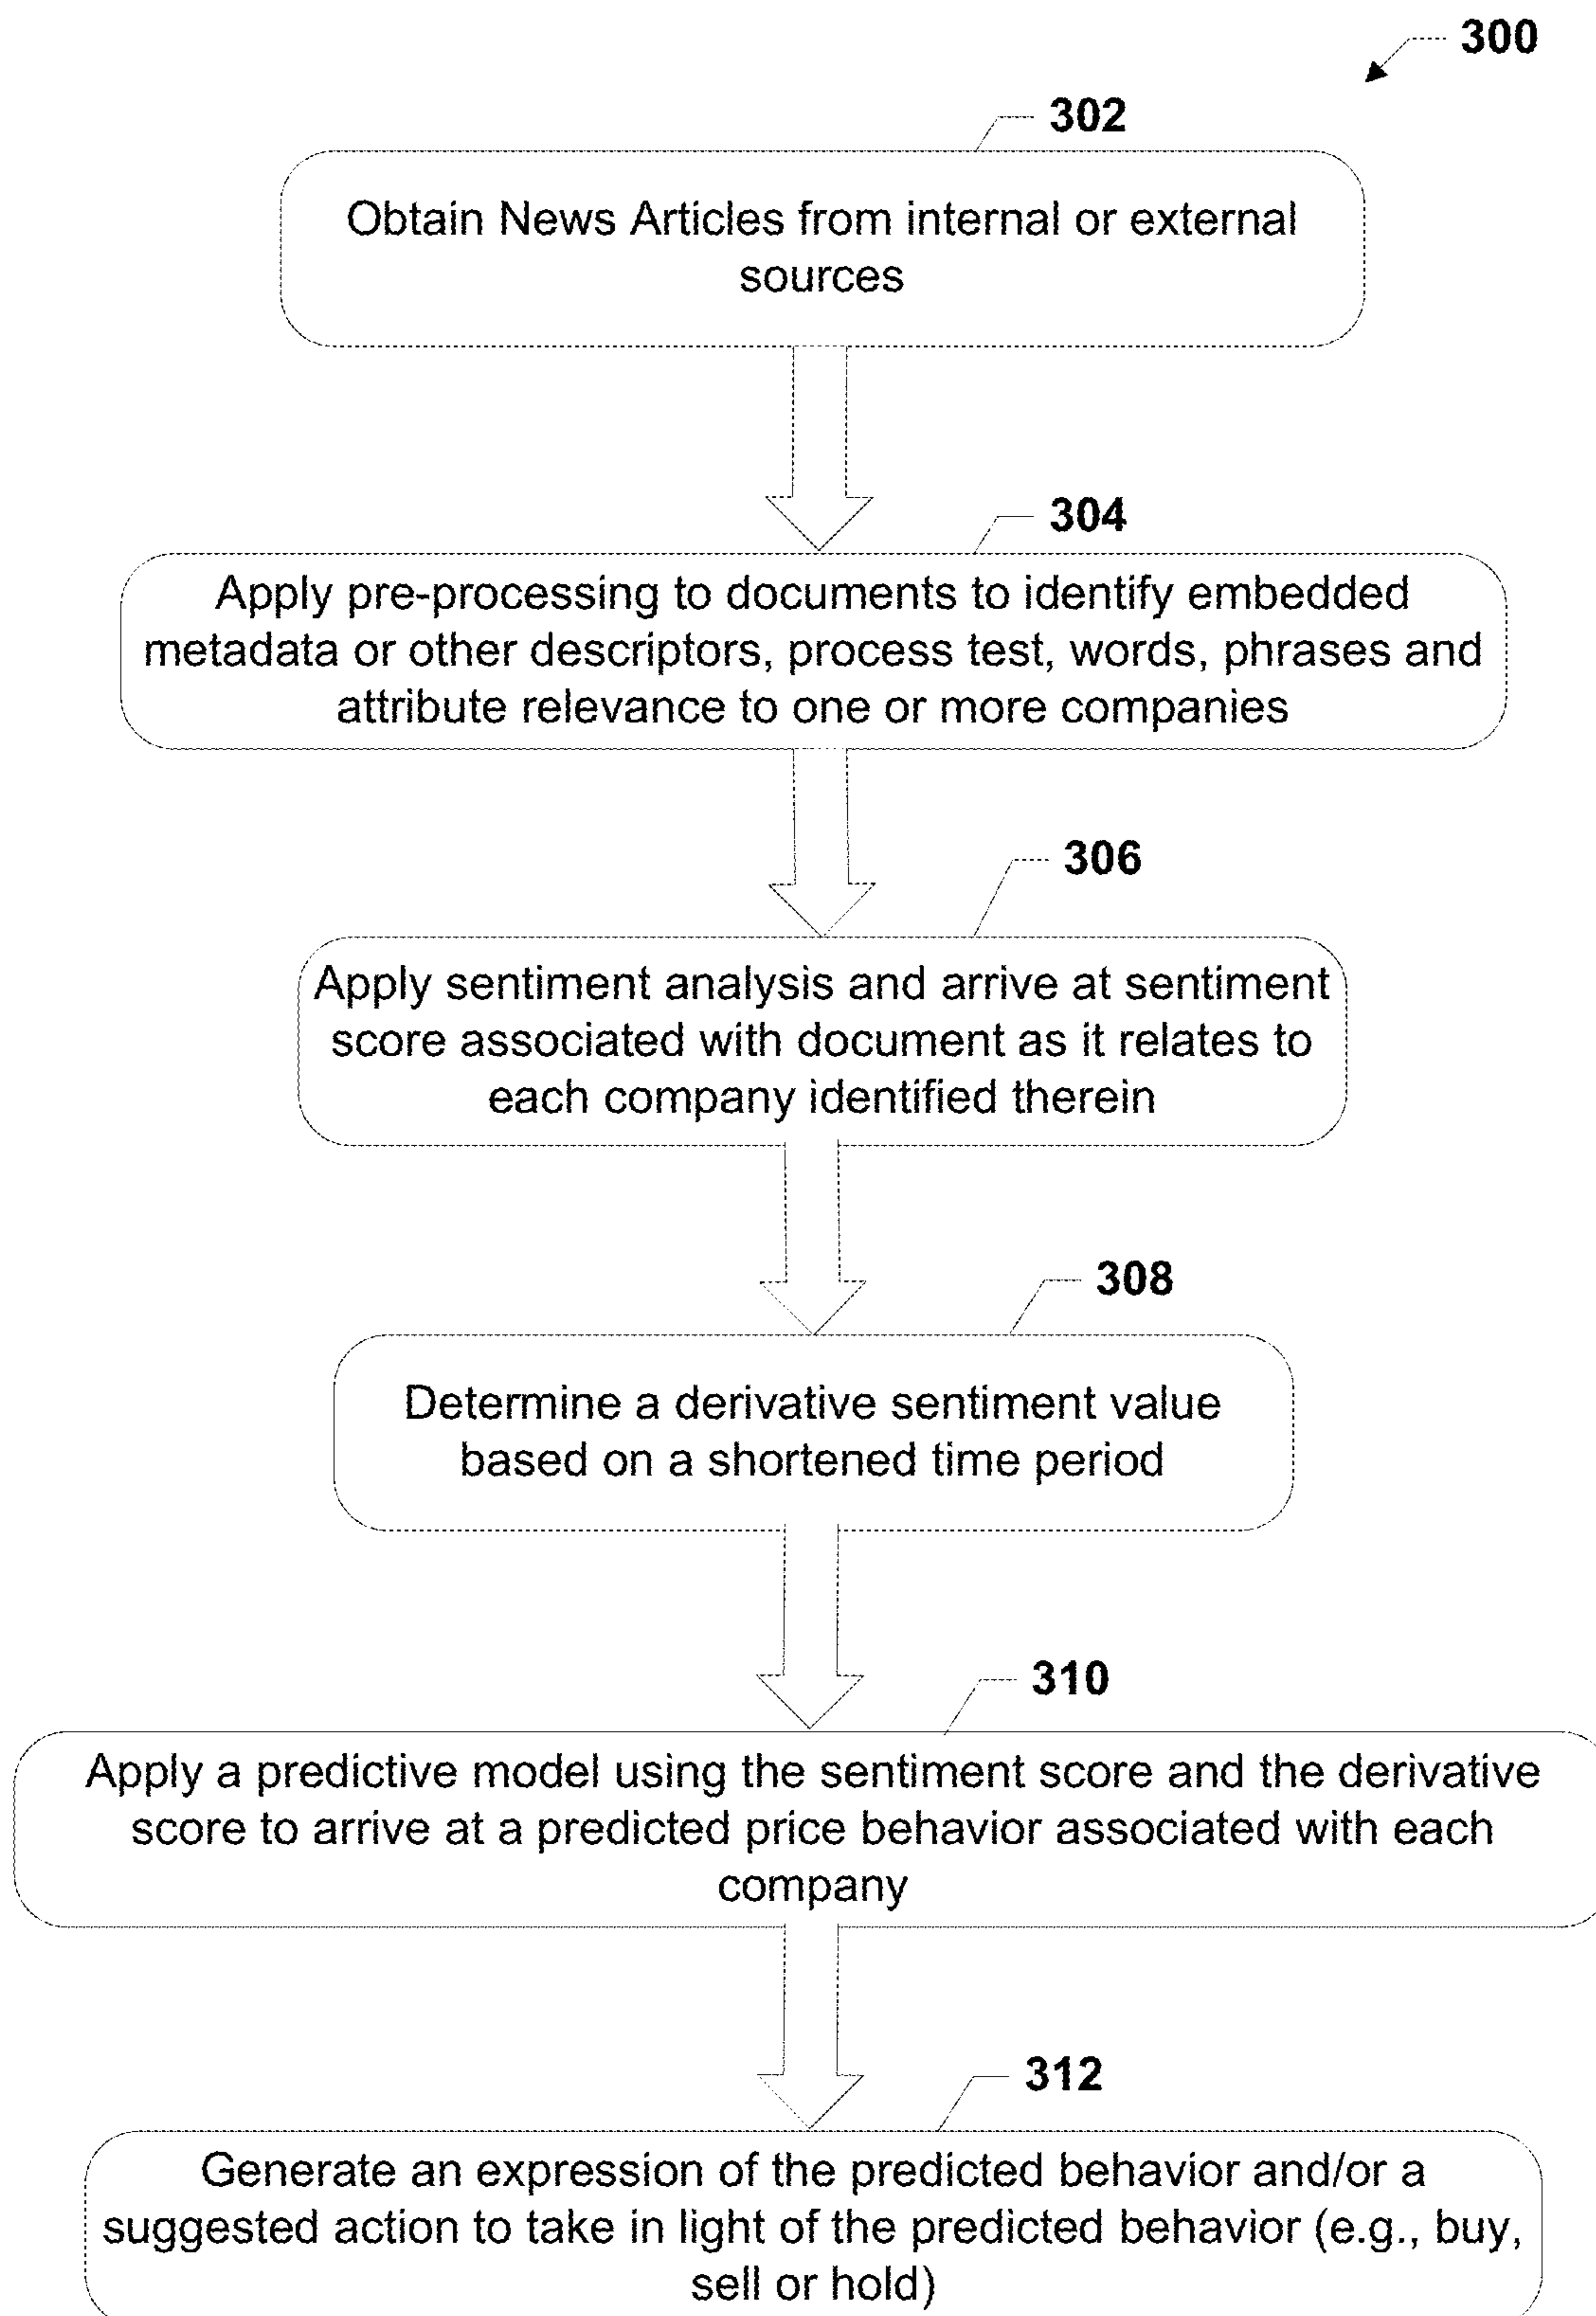 300
302
Obtain News Articles from internal or external
sources
304
Apply pre-processing to documents to identify embedded
metadata or other descriptors, process test, words, phrases and
attribute relevance to one or more companies
306
Apply sentiment analysis and arrive at sentiment
score associated with document as it relates to
each company identified therein
308
Determine a derivative sentiment value
based on a shortened time period
310
Apply a predictive model using the sentiment score and the derivative
score to arrive at a predicted price behavior associated with each
company
312
Generate an expression of the predicted behavior and/or a
suggested action to take in light of the predicted behavior (e.g., buy,
sell or hold)